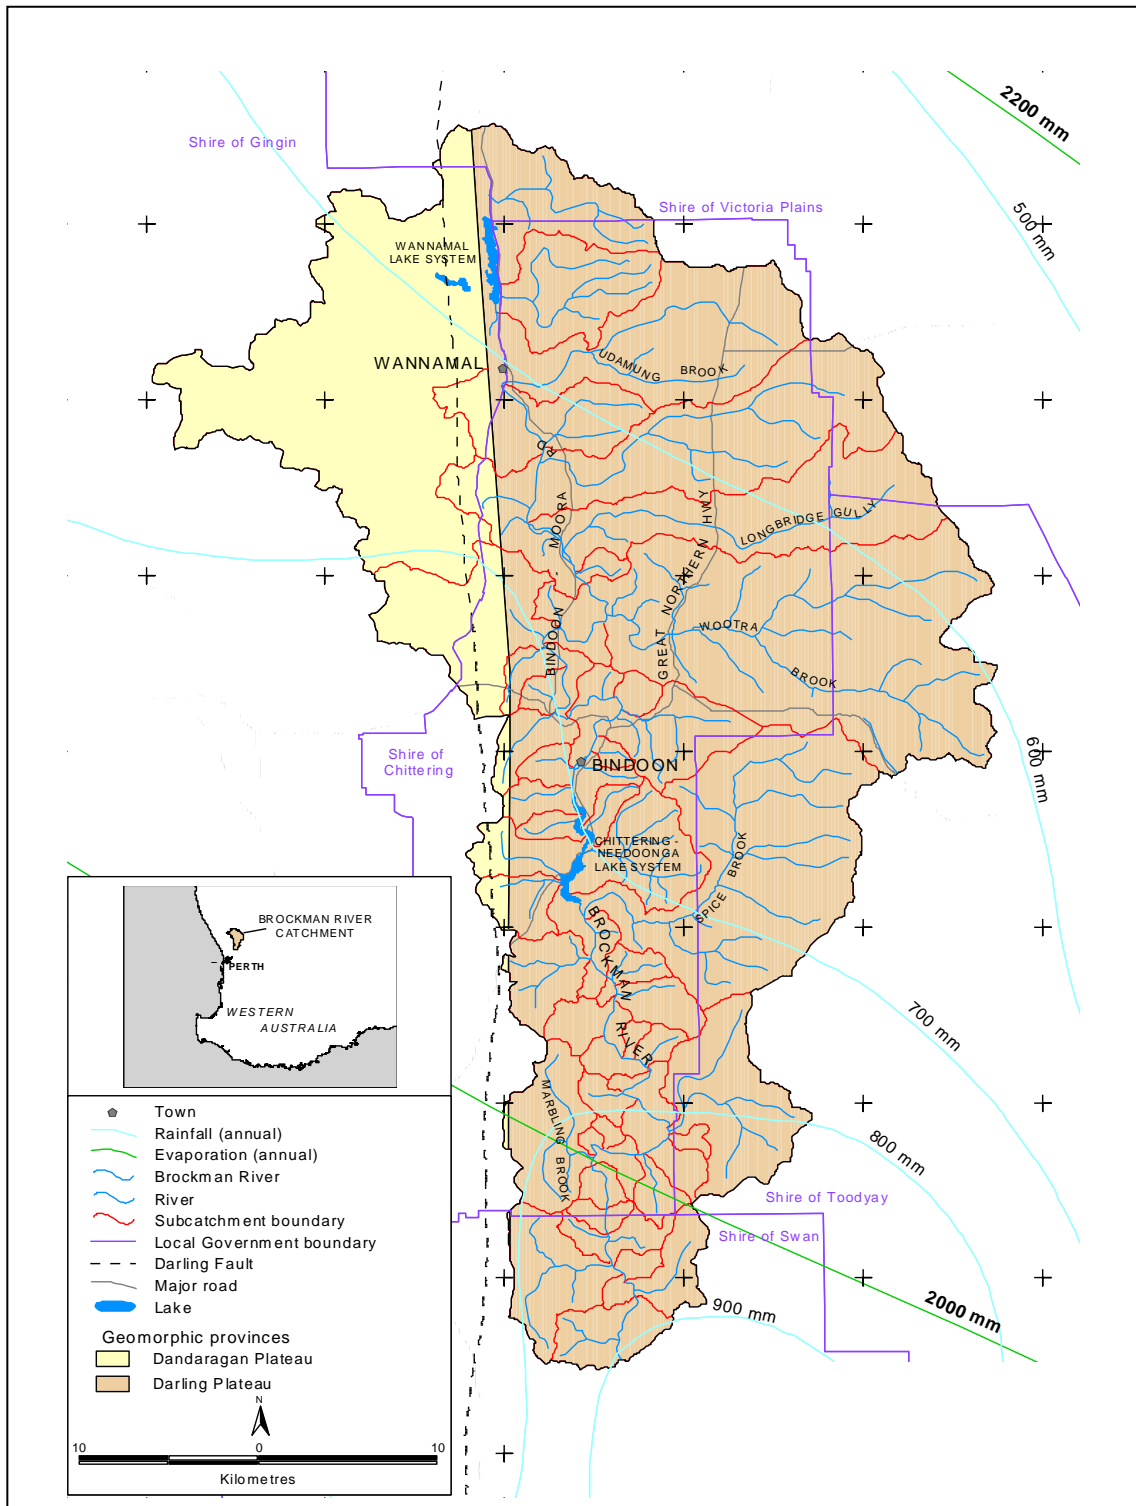 2200 mm
Shire of Gingin
Shire of Victoria Plains
500 mm
WANNAMAL
LAKE SYSTEM
WANNAMAL
UDAMUNG BROOK
RD
MOORA
-
BINDOON
GREAT NORTHERN HWY
LONGBRIDGE GULLY
WOOTRA
BROOK
Shire of
Chittering
BINDOON
600 mm
CHITTERING -
NEEDOONGA
LAKE SYSTEM
SPICE BROOK
BROCKMAN
RIVER
700 mm
MARBLING BROOK
800 mm
Shire of Toodyay
Shire of Swan
900 mm
2000 mm
BROCKMAN RIVER
CATCHMENT
PERTH
WESTERN
AUSTRALIA
Town
Rainfall (annual)
Evaporation (annual)
Brockman River
River
Subcatchment boundary
Local Government boundary
Darling Fault
Major road
Lake
Geomorphic provinces
Dandaragan Plateau
Darling Plateau
N
10 0 10
Kilometres